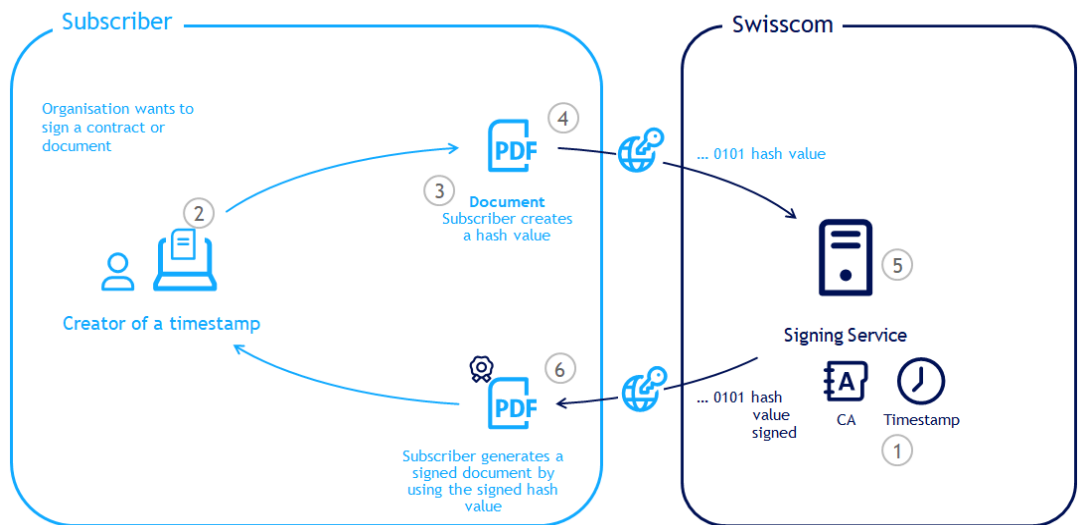 Subscriber
Swisscom
Organisation wants to
sign a contract or
document
2
3
PDF
4
Document
Subscriber creates
a hash value
... 0101 hash value
5
Creator of a timestamp
Signing Service
A
CA
Timestamp
1
... 0101 hash
value
signed
6
PDF
Subscriber generates a
signed document by
using the signed hash
value